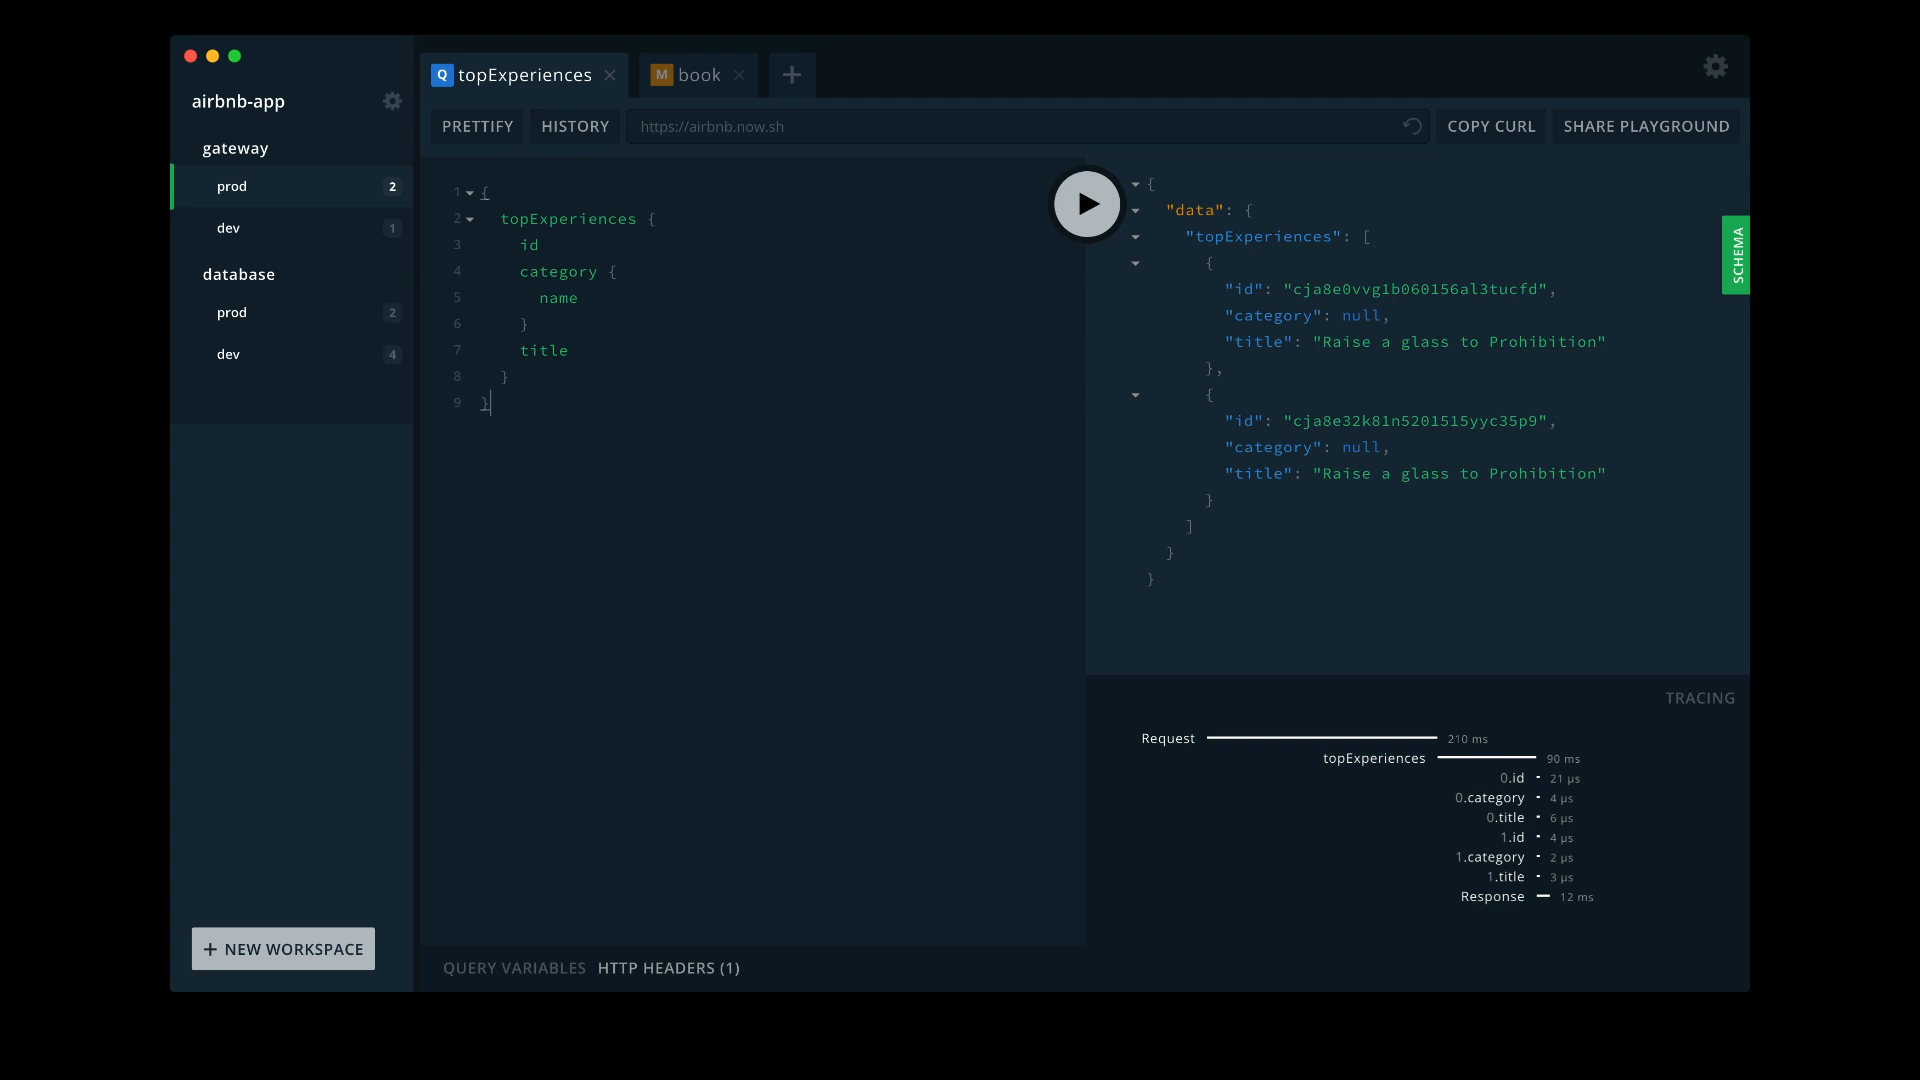 airbnb-app
gateway
prod 2
dev 1
database
prod 2
dev 4
+ NEW WORKSPACE
Q topExperiences ×
M book ×
+
PRETTIFY
HISTORY
https://airbnb.now.sh
COPY CURL
SHARE PLAYGROUND
1 {
2 topExperiences {
3 id
4 category {
5 name
6 }
7 title
8 }
9 }
{
"data": {
"topExperiences": [
{
"id": "cja8e0vvg1b060156al3tucfd",
"category": null,
"title": "Raise a glass to Prohibition"
},
{
"id": "cja8e32k81n5201515yyc35p9",
"category": null,
"title": "Raise a glass to Prohibition"
}
]
}
}
SCHEMA
TRACING
Request 210 ms
topExperiences 90 ms
0.id 21 μs
0.category 4 μs
0.title 6 μs
1.id 4 μs
1.category 2 μs
1.title 3 μs
Response 12 ms
QUERY VARIABLES HTTP HEADERS (1)